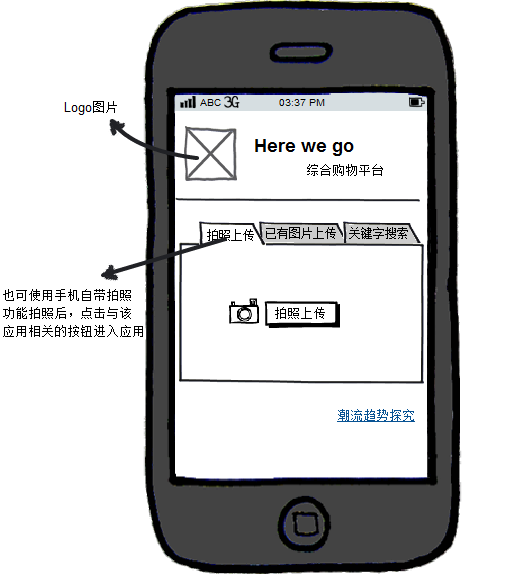 ABC 3G 03:37 PM
Logo图片
Here we go
综合购物平台
拍照上传 已有图片上传 关键字搜索
也可使用手机自带拍照
功能拍照后，点击与该
应用相关的按钮进入应用
拍照上传
潮流趋势探究